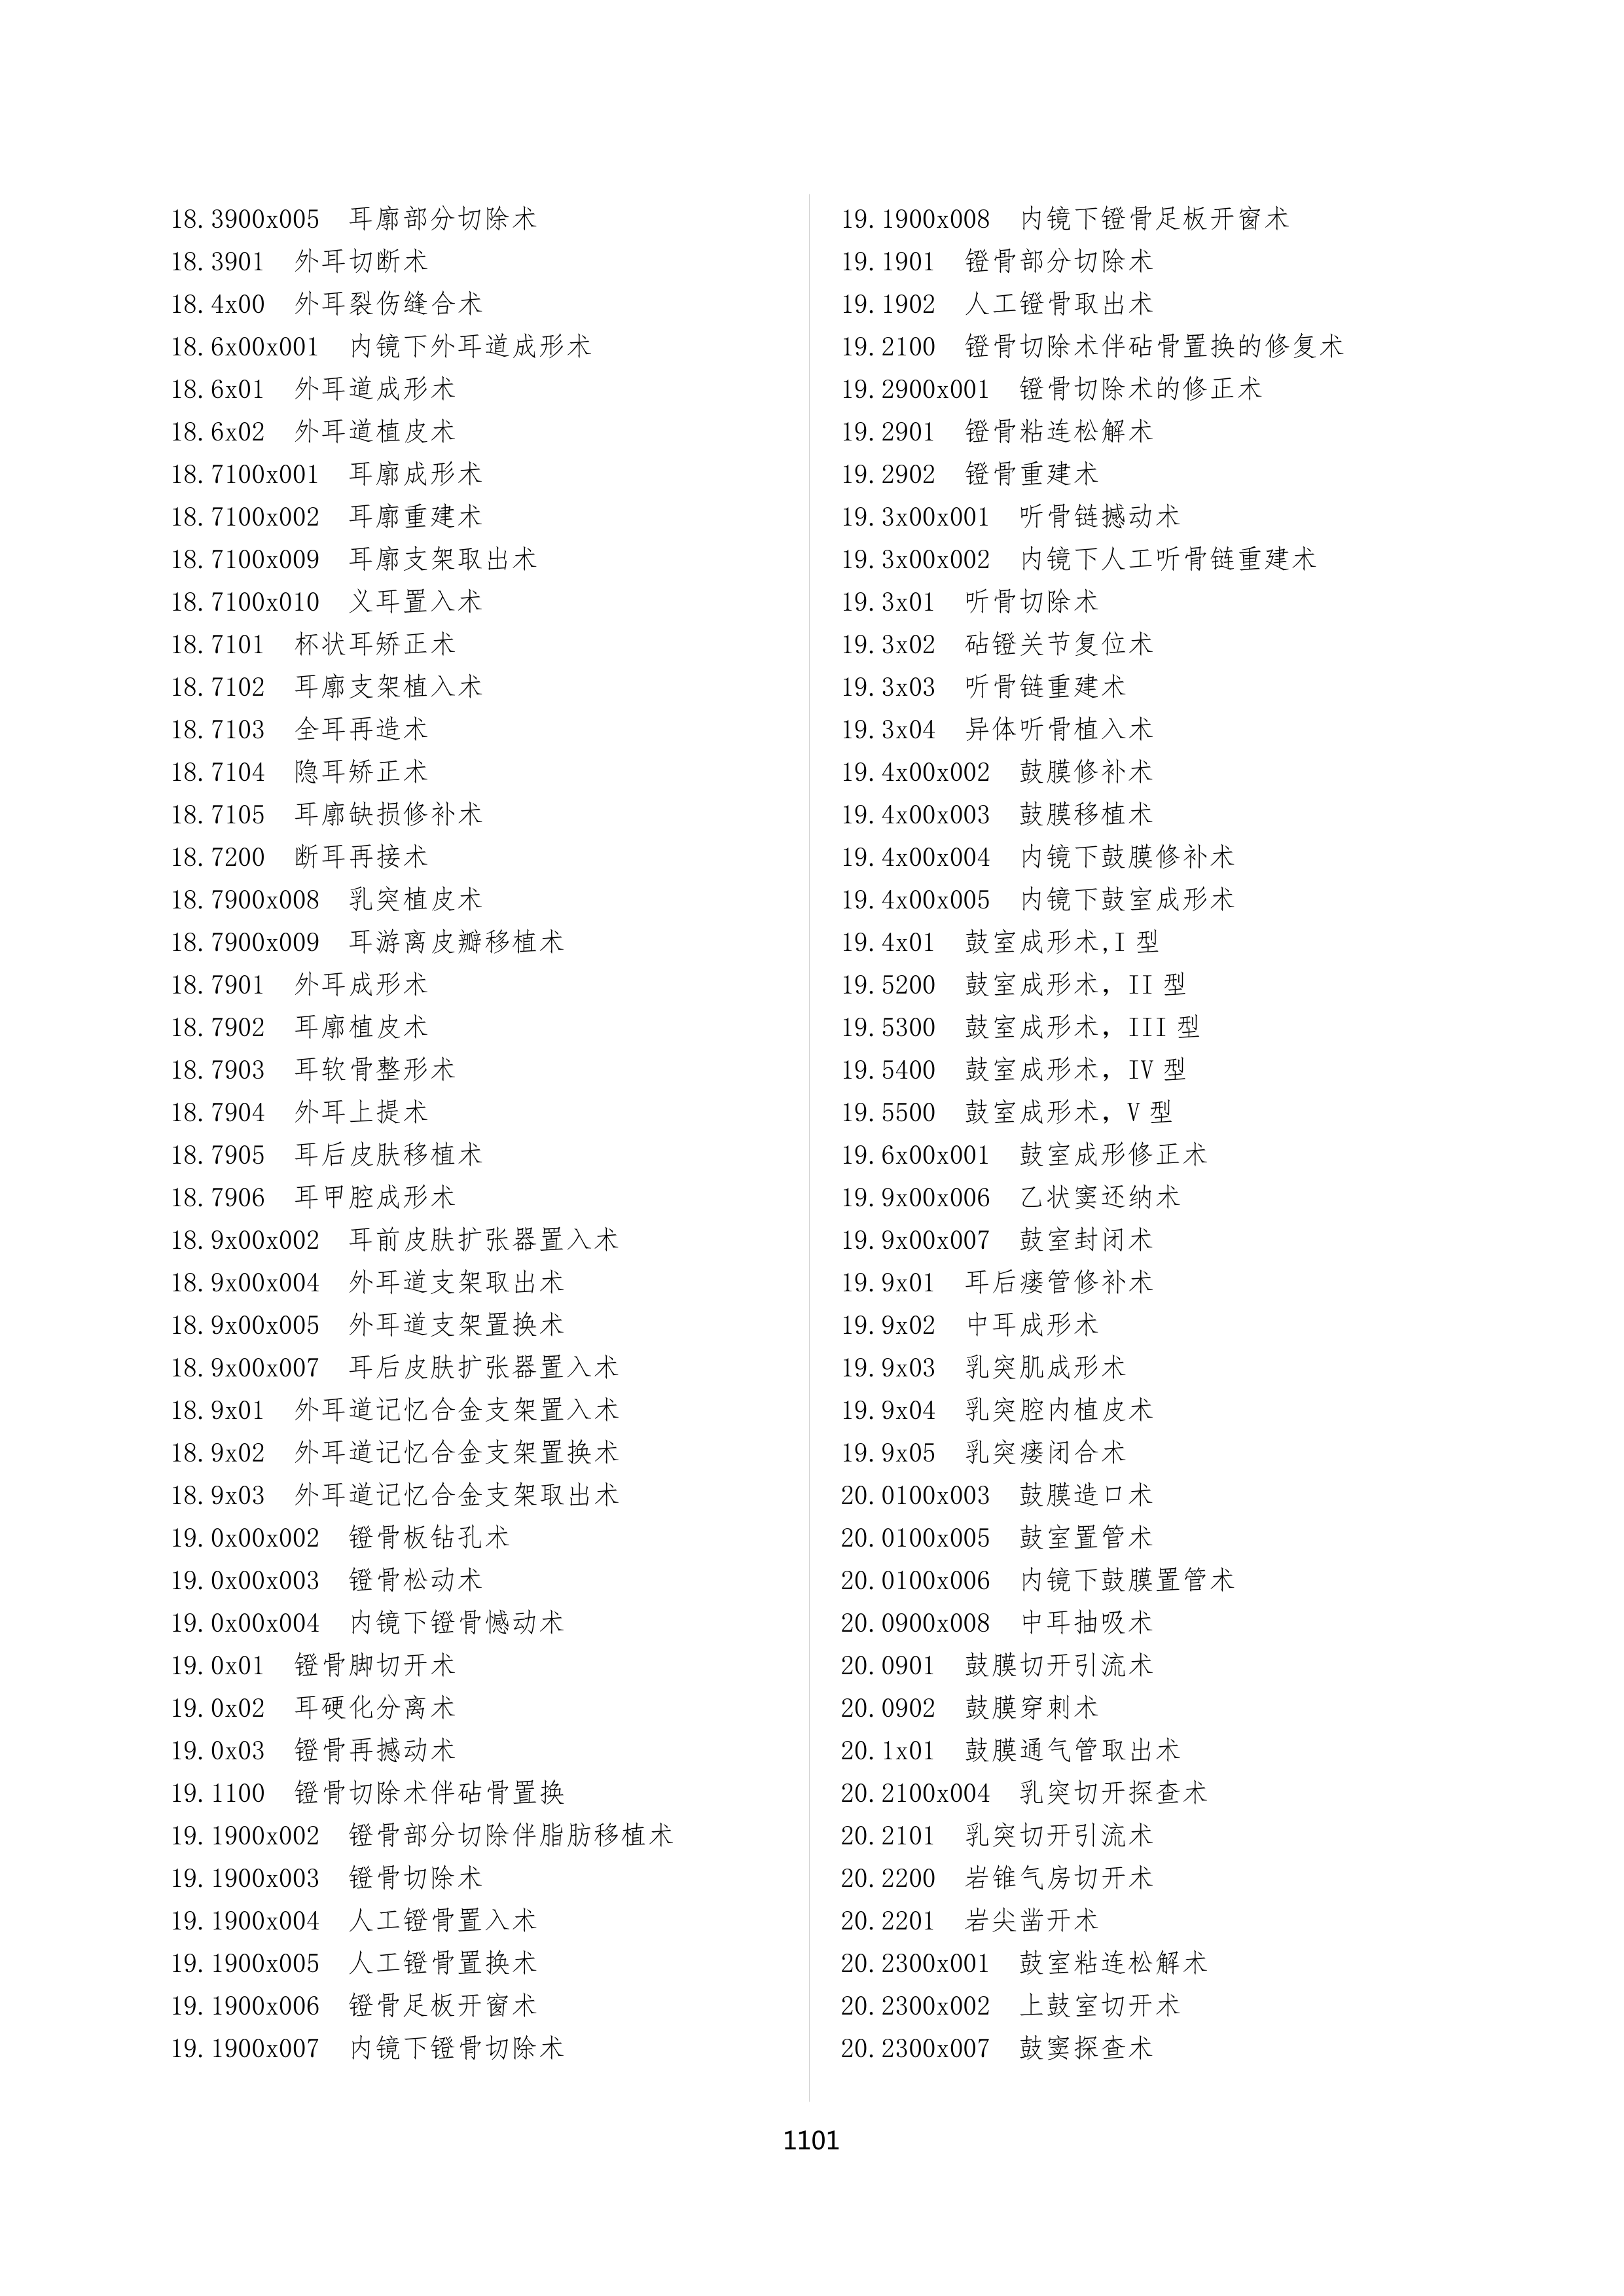 18.3900x005 耳廓部分切除术
18.3901 外耳切断术
18.4x00 外耳裂伤缝合术
18.6x00x001 内镜下外耳道成形术
18.6x01 外耳道成形术
18.6x02 外耳道植皮术
18.7100x001 耳廓成形术
18.7100x002 耳廓重建术
18.7100x009 耳廓支架取出术
18.7100x010 义耳置入术
18.7101 杯状耳矫正术
18.7102 耳廓支架植入术
18.7103 全耳再造术
18.7104 隐耳矫正术
18.7105 耳廓缺损修补术
18.7200 断耳再接术
18.7900x008 乳突植皮术
18.7900x009 耳游离皮瓣移植术
18.7901 外耳成形术
18.7902 耳廓植皮术
18.7903 耳软骨整形术
18.7904 外耳上提术
18.7905 耳后皮肤移植术
18.7906 耳甲腔成形术
18.9x00x002 耳前皮肤扩张器置入术
18.9x00x004 外耳道支架取出术
18.9x00x005 外耳道支架置换术
18.9x00x007 耳后皮肤扩张器置入术
18.9x01 外耳道记忆合金支架置入术
18.9x02 外耳道记忆合金支架置换术
18.9x03 外耳道记忆合金支架取出术
19.0x00x002 镫骨板钻孔术
19.0x00x003 镫骨松动术
19.0x00x004 内镜下镫骨憾动术
19.0x01 镫骨脚切开术
19.0x02 耳硬化分离术
19.0x03 镫骨再撼动术
19.1100 镫骨切除术伴砧骨置换
19.1900x002 镫骨部分切除伴脂肪移植术
19.1900x003 镫骨切除术
19.1900x004 人工镫骨置入术
19.1900x005 人工镫骨置换术
19.1900x006 镫骨足板开窗术
19.1900x007 内镜下镫骨切除术
19.1900x008 内镜下镫骨足板开窗术
19.1901 镫骨部分切除术
19.1902 人工镫骨取出术
19.2100 镫骨切除术伴砧骨置换的修复术
19.2900x001 镫骨切除术的修正术
19.2901 镫骨粘连松解术
19.2902 镫骨重建术
19.3x00x001 听骨链撼动术
19.3x00x002 内镜下人工听骨链重建术
19.3x01 听骨切除术
19.3x02 砧镫关节复位术
19.3x03 听骨链重建术
19.3x04 异体听骨植入术
19.4x00x002 鼓膜修补术
19.4x00x003 鼓膜移植术
19.4x00x004 内镜下鼓膜修补术
19.4x00x005 内镜下鼓室成形术
19.4x01 鼓室成形术,I 型
19.5200 鼓室成形术，II 型
19.5300 鼓室成形术，III 型
19.5400 鼓室成形术，IV 型
19.5500 鼓室成形术，V 型
19.6x00x001 鼓室成形修正术
19.9x00x006 乙状窦还纳术
19.9x00x007 鼓室封闭术
19.9x01 耳后瘘管修补术
19.9x02 中耳成形术
19.9x03 乳突肌成形术
19.9x04 乳突腔内植皮术
19.9x05 乳突瘘闭合术
20.0100x003 鼓膜造口术
20.0100x005 鼓室置管术
20.0100x006 内镜下鼓膜置管术
20.0900x008 中耳抽吸术
20.0901 鼓膜切开引流术
20.0902 鼓膜穿刺术
20.1x01 鼓膜通气管取出术
20.2100x004 乳突切开探查术
20.2101 乳突切开引流术
20.2200 岩锥气房切开术
20.2201 岩尖凿开术
20.2300x001 鼓室粘连松解术
20.2300x002 上鼓室切开术
20.2300x007 鼓窦探查术
1101